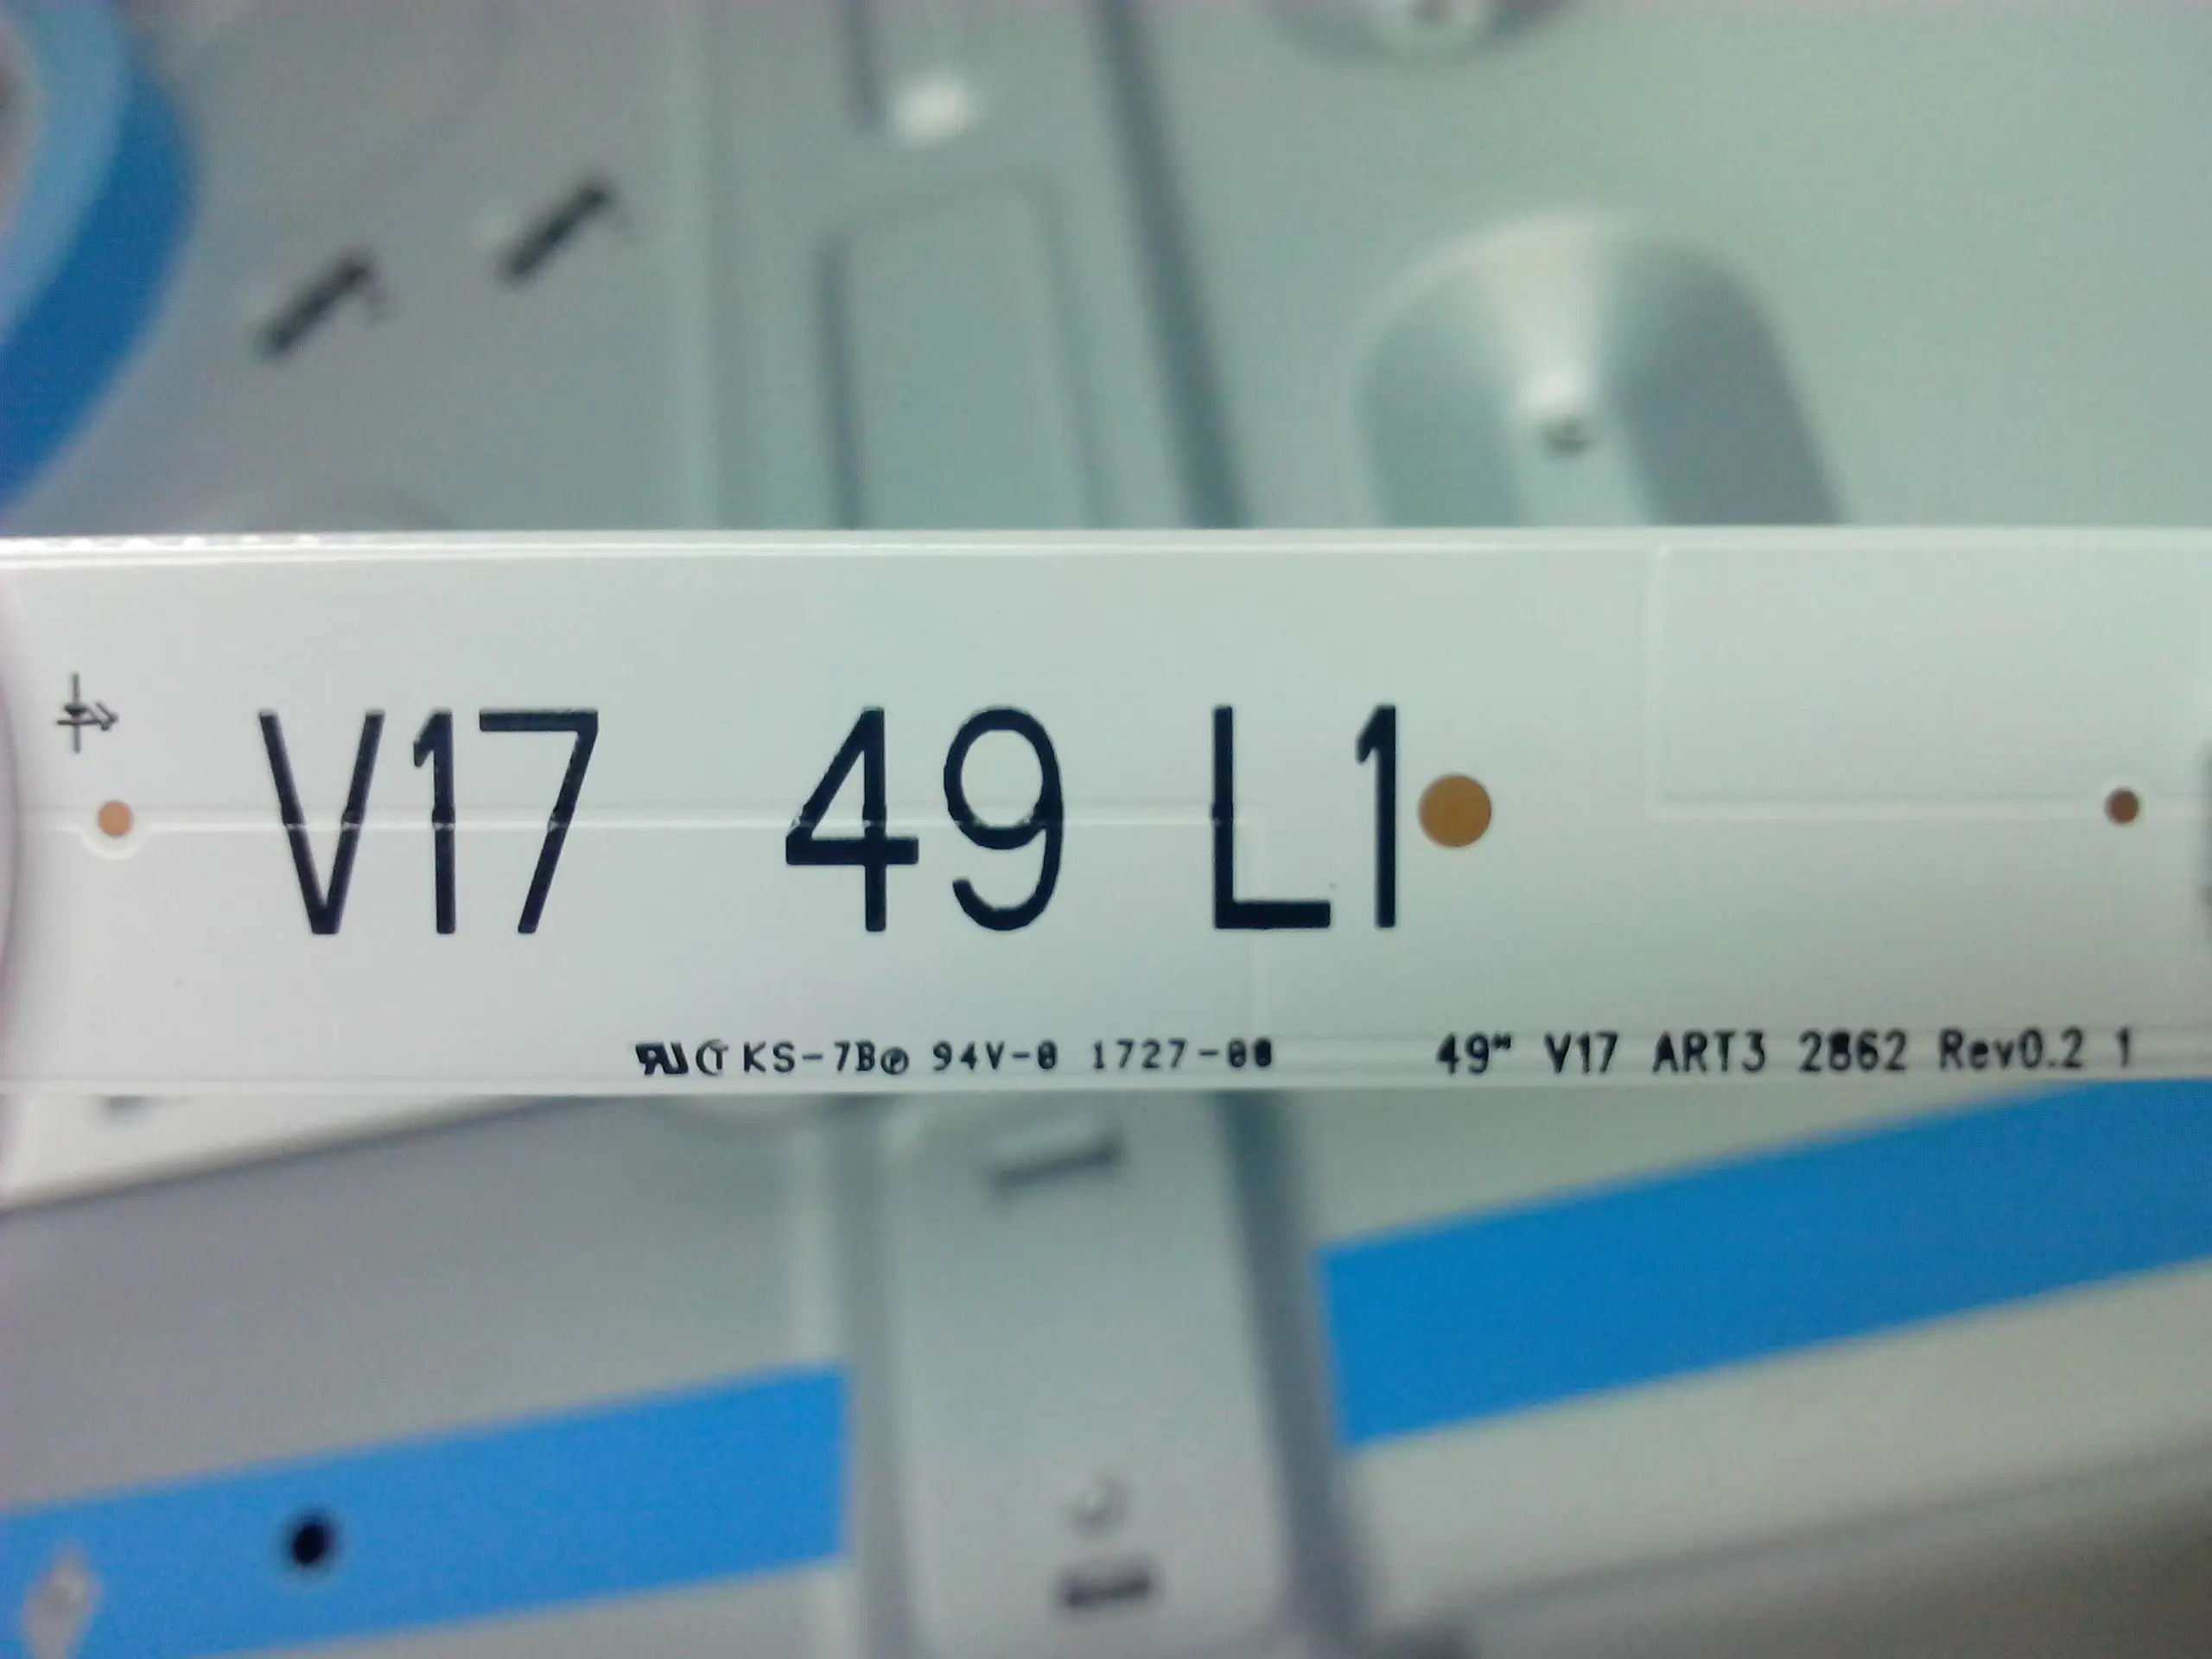 V17 49 L1
KS-7B 94V-0 1727-00
49" V17 ART3 2862 Rev0.2 1